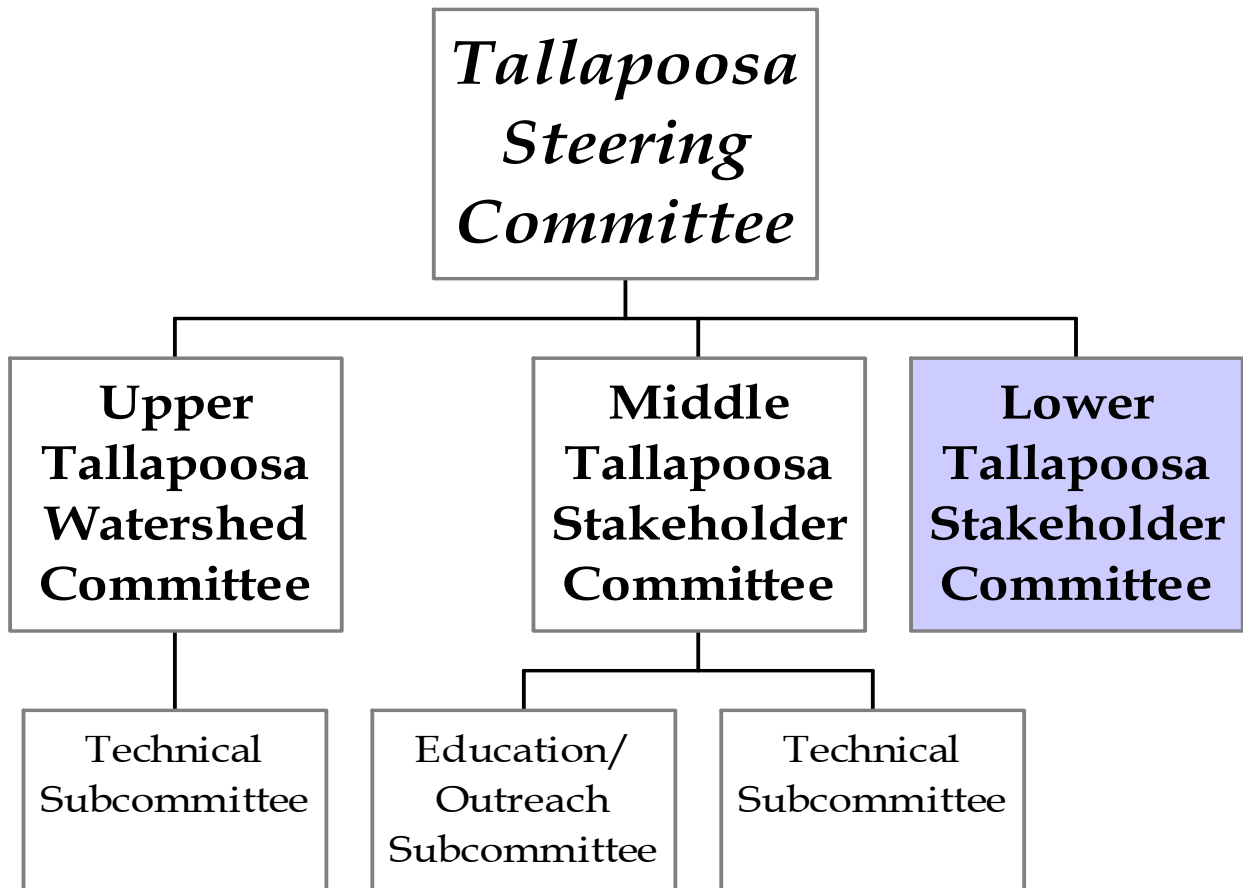 Tallapoosa
Steering
Committee
Upper
Tallapoosa
Watershed
Committee
Middle
Tallapoosa
Stakeholder
Committee
Lower
Tallapoosa
Stakeholder
Committee
Technical
Subcommittee
Education/
Outreach
Subcommittee
Technical
Subcommittee